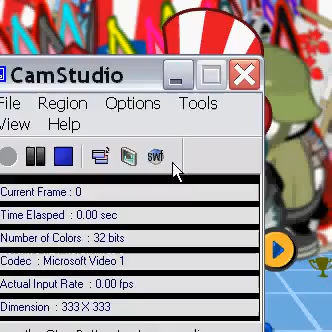 CamStudio
File Region Options Tools
View Help
swf
Current Frame : 0
Time Elasped : 0.00 sec
Number of Colors : 32 bits
Codec : Microsoft Video 1
Actual Input Rate : 0.00 fps
Dimension : 333 X 333